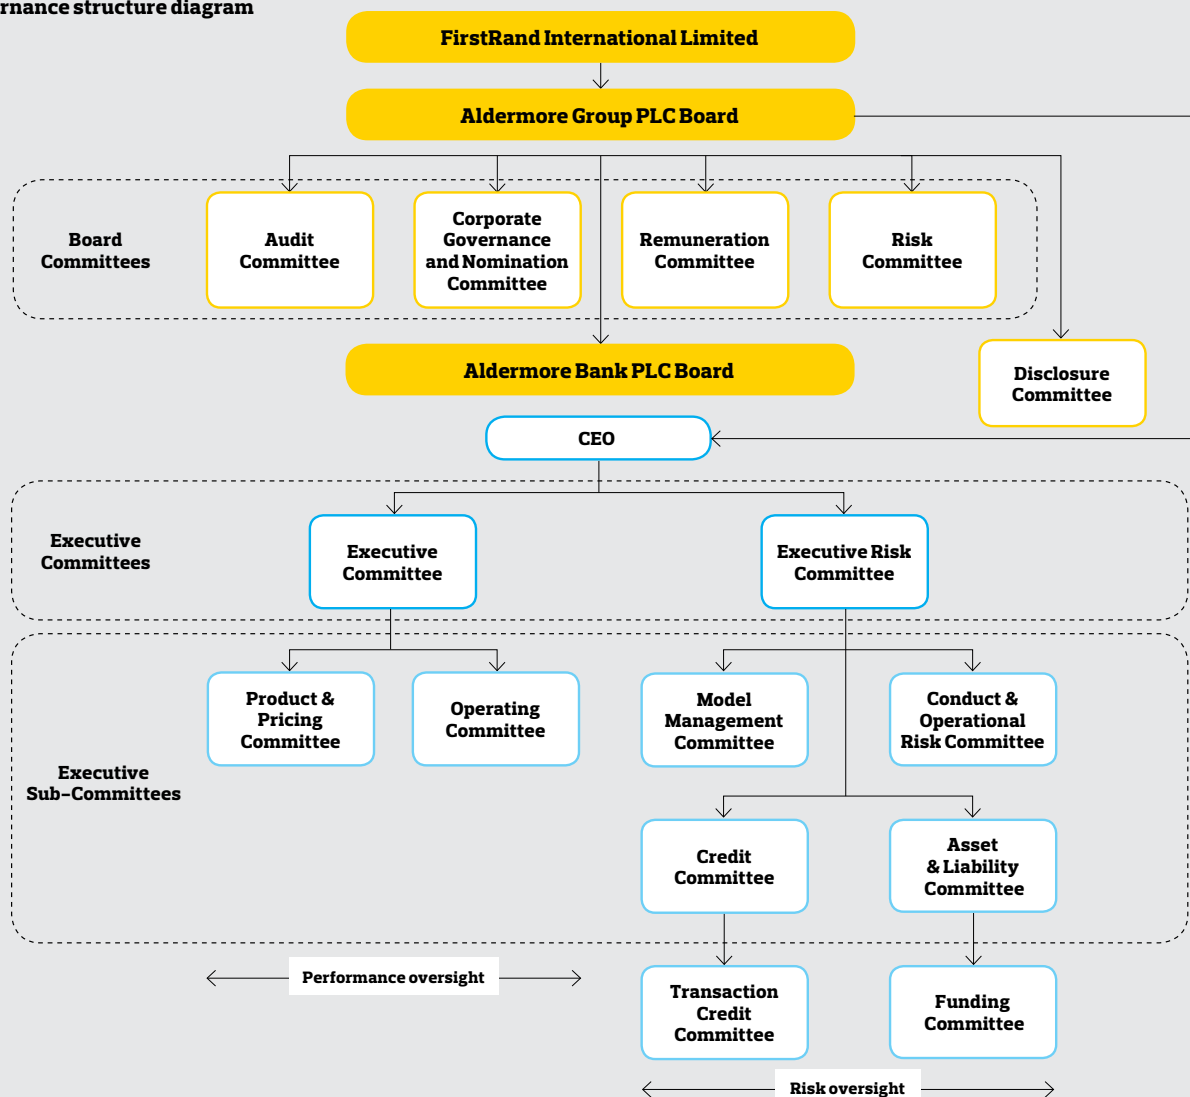 rnance structure diagram
FirstRand International Limited
Aldermore Group PLC Board
Board
Committees
Audit
Committee
Corporate
Governance
and Nomination
Committee
Remuneration
Committee
Risk
Committee
Aldermore Bank PLC Board
Disclosure
Committee
CEO
Executive
Committees
Executive
Committee
Executive Risk
Committee
Executive
Sub-Committees
Product &
Pricing
Committee
Operating
Committee
Model
Management
Committee
Conduct &
Operational
Risk Committee
Credit
Committee
Asset
& Liability
Committee
Performance oversight
Transaction
Credit
Committee
Funding
Committee
Risk oversight